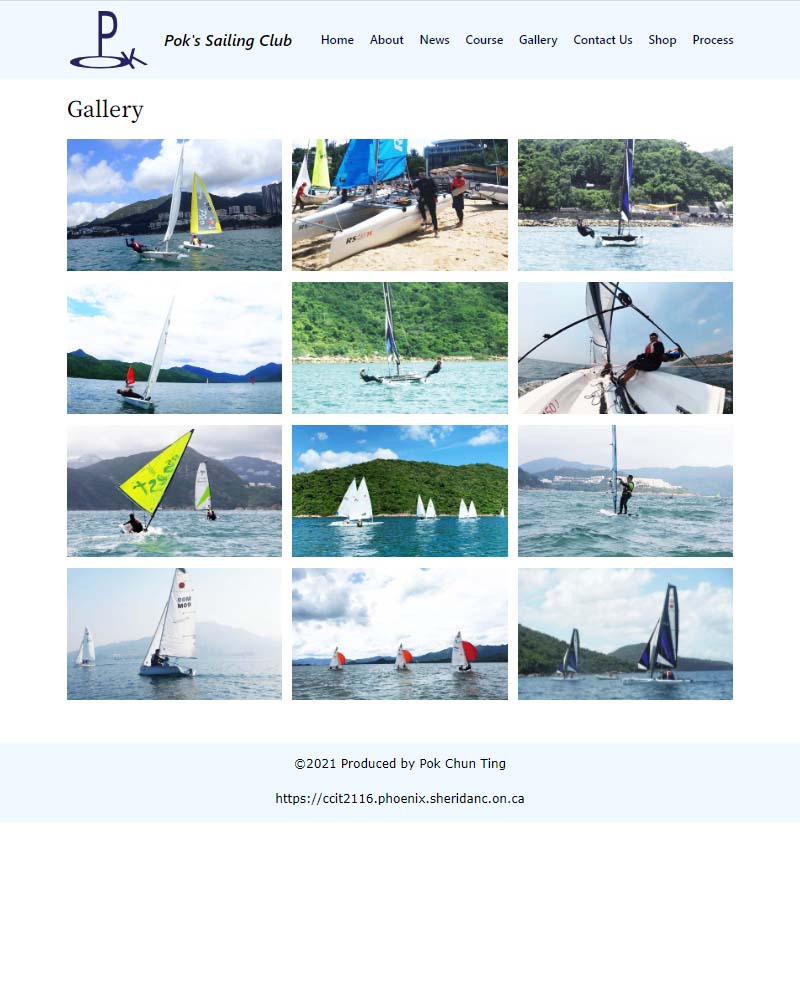 Pok
Pok's Sailing Club
Home About News Course Gallery Contact Us Shop Process
Gallery
©2021 Produced by Pok Chun Ting
https://ccit2116.phoenix.sheridanc.on.ca